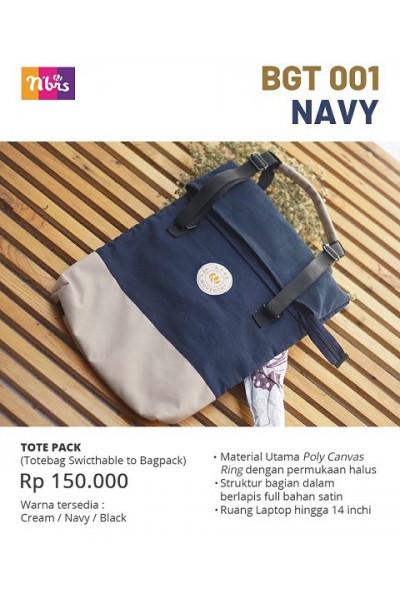 nbrs
BGT 001
NAVY
TOTE PACK
(Totebag Swicthable to Bagpack)
Rp 150.000
Warna tersedia :
Cream / Navy / Black
• Material Utama Poly Canvas
Ring dengan permukaan halus
• Struktur bagian dalam
berlapis full bahan satin
• Ruang Laptop hingga 14 inchi